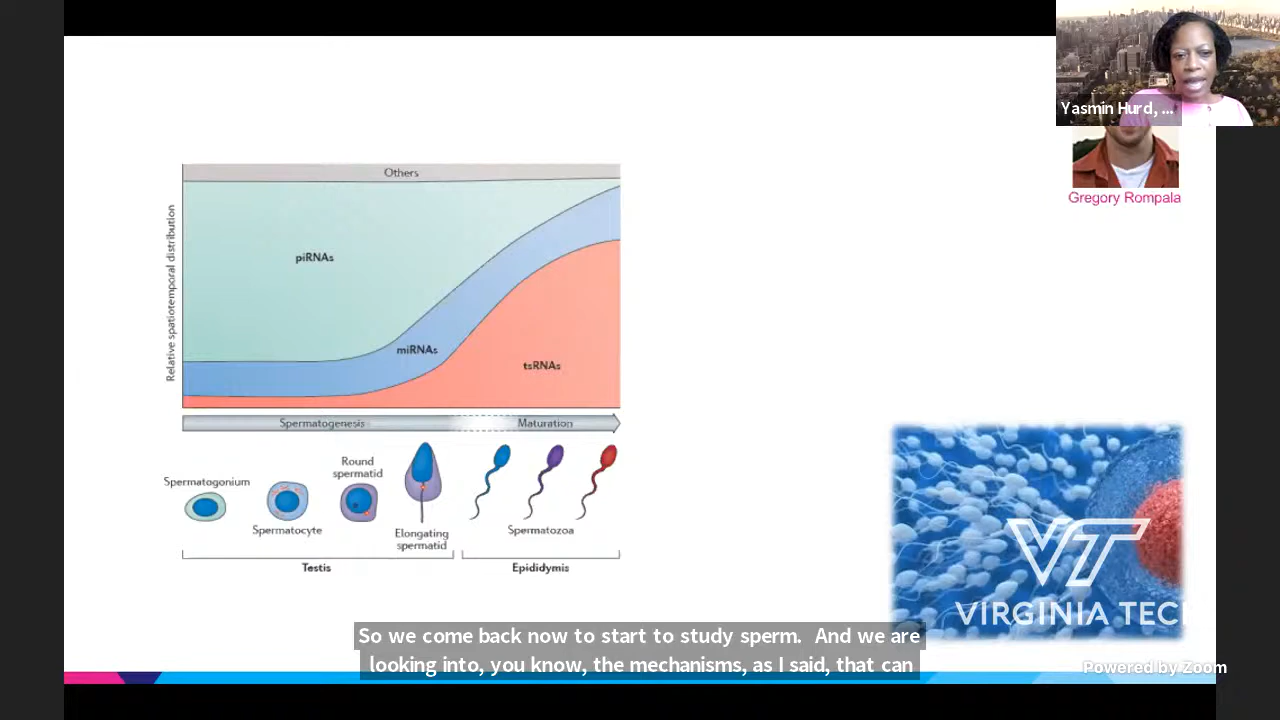 Yasmin Hurd, ...
Gregory Rompala
Others
Relative spatiotemporal distribution
piRNAs
miRNAs
tsRNAs
Spermatogenesis
Maturation
Spermatogonium
Spermatocyte
Round
spermatid
Elongating
spermatid
Spermatozoa
Testis
Epididymis
VT
VIRGINIA TECH
So we come back now to start to study sperm. And we are
looking into, you know, the mechanisms, as I said, that can
Powered by Zoom